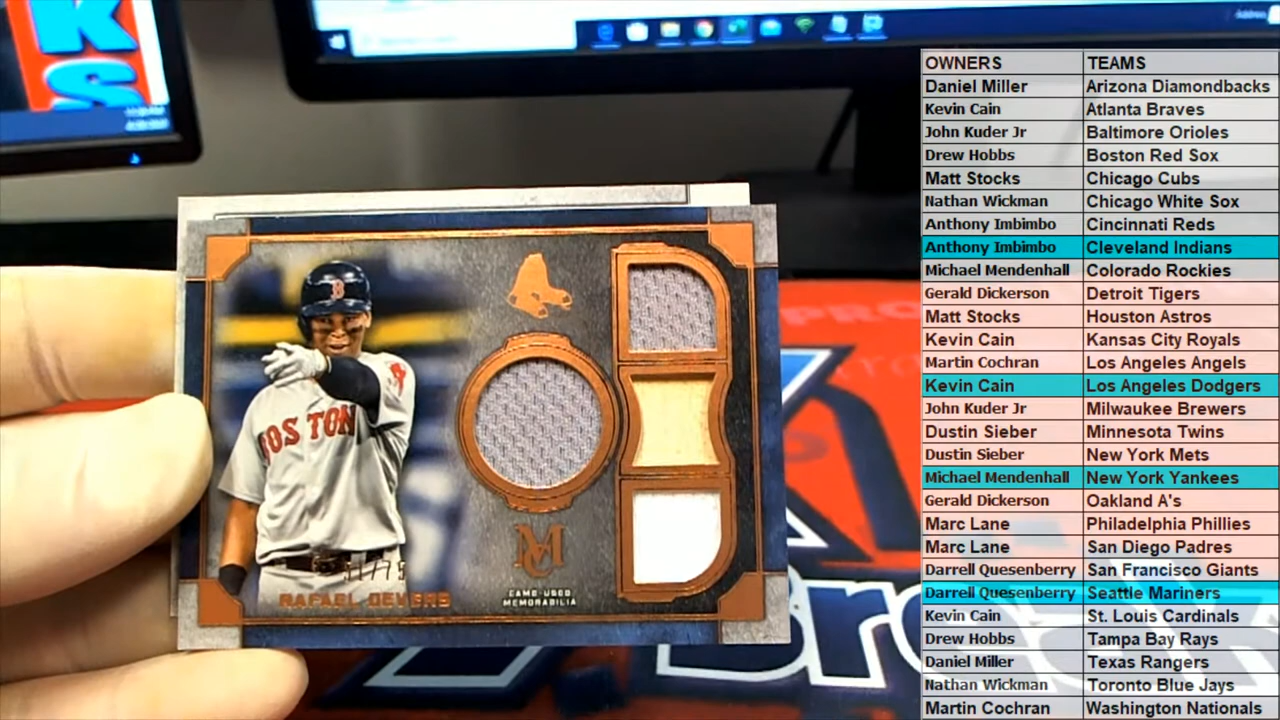 KS
B
BOSTON
RAFAEL DEVERS
MC
GAME-USED
MEMORABILIA
Break
OWNERS TEAMS
Daniel Miller Arizona Diamondbacks
Kevin Cain Atlanta Braves
John Kuder Jr Baltimore Orioles
Drew Hobbs Boston Red Sox
Matt Stocks Chicago Cubs
Nathan Wickman Chicago White Sox
Anthony Imbimbo Cincinnati Reds
Anthony Imbimbo Cleveland Indians
Michael Mendenhall Colorado Rockies
Gerald Dickerson Detroit Tigers
Matt Stocks Houston Astros
Kevin Cain Kansas City Royals
Martin Cochran Los Angeles Angels
Kevin Cain Los Angeles Dodgers
John Kuder Jr Milwaukee Brewers
Dustin Sieber Minnesota Twins
Dustin Sieber New York Mets
Michael Mendenhall New York Yankees
Gerald Dickerson Oakland A's
Marc Lane Philadelphia Phillies
Marc Lane San Diego Padres
Darrell Quesenberry San Francisco Giants
Darrell Quesenberry Seattle Mariners
Kevin Cain St. Louis Cardinals
Drew Hobbs Tampa Bay Rays
Daniel Miller Texas Rangers
Nathan Wickman Toronto Blue Jays
Martin Cochran Washington Nationals